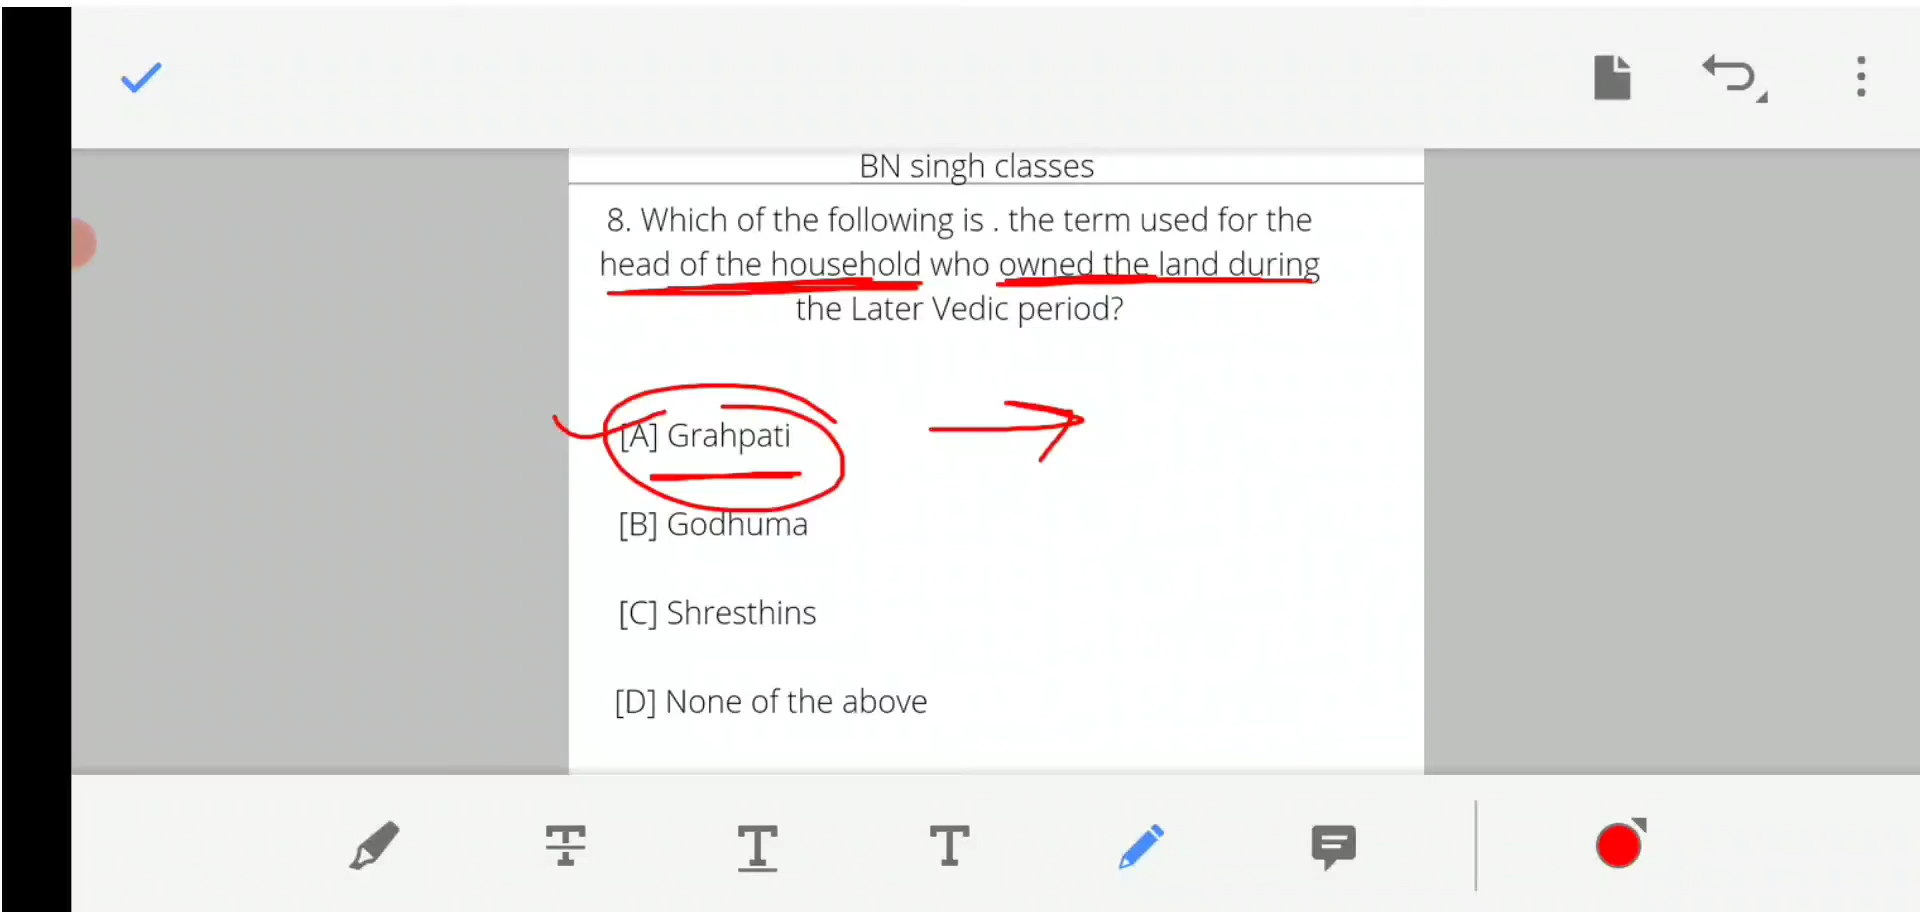 BN singh classes
8. Which of the following is . the term used for the
head of the household who owned the land during
the Later Vedic period?
[A] Grahpati
[B] Godhuma
[C] Shresthins
[D] None of the above